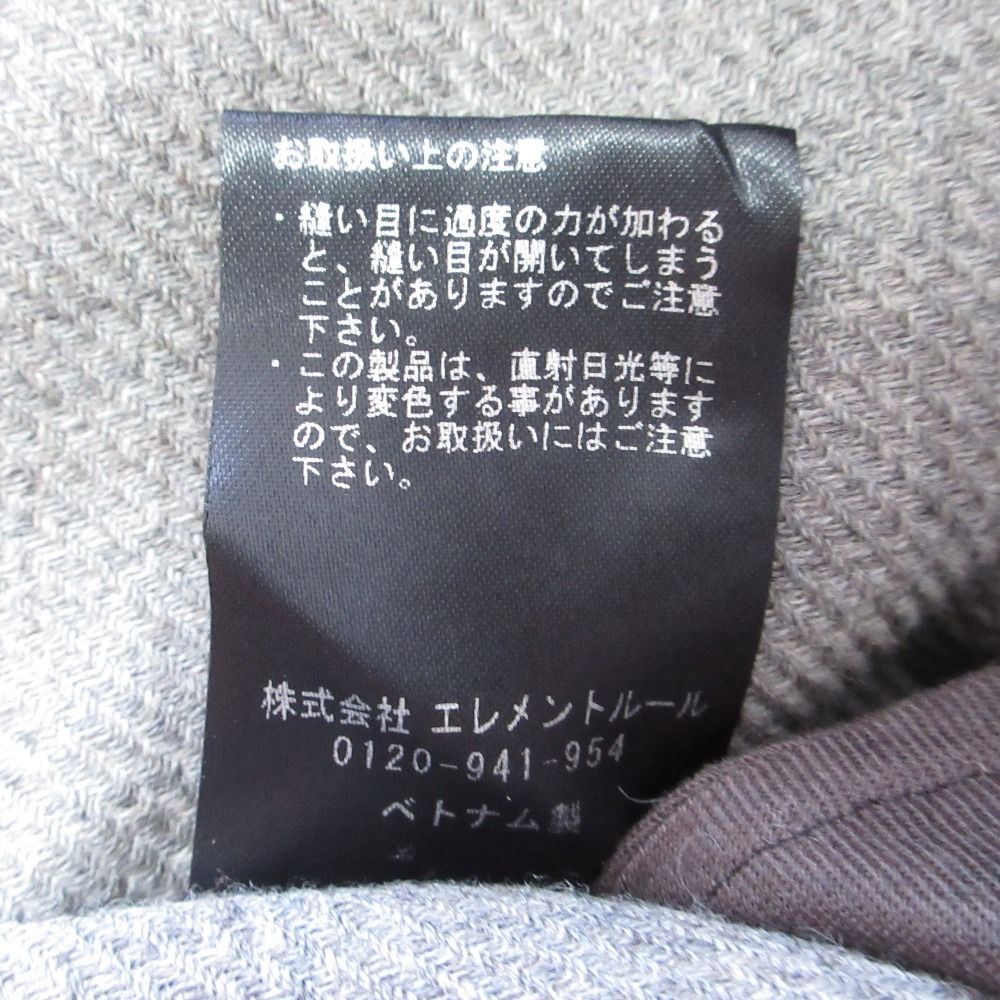 お取扱い上の注意
・縫い目に過度の力が加わる
と、縫い目が開いてしまう
ことがありますのでご注意
下さい。
・この製品は、直射日光等に
より変色する事があります
ので、お取扱いにはご注意
下さい。
株式会社 エレメントルール
0120-941-954
ベトナム製